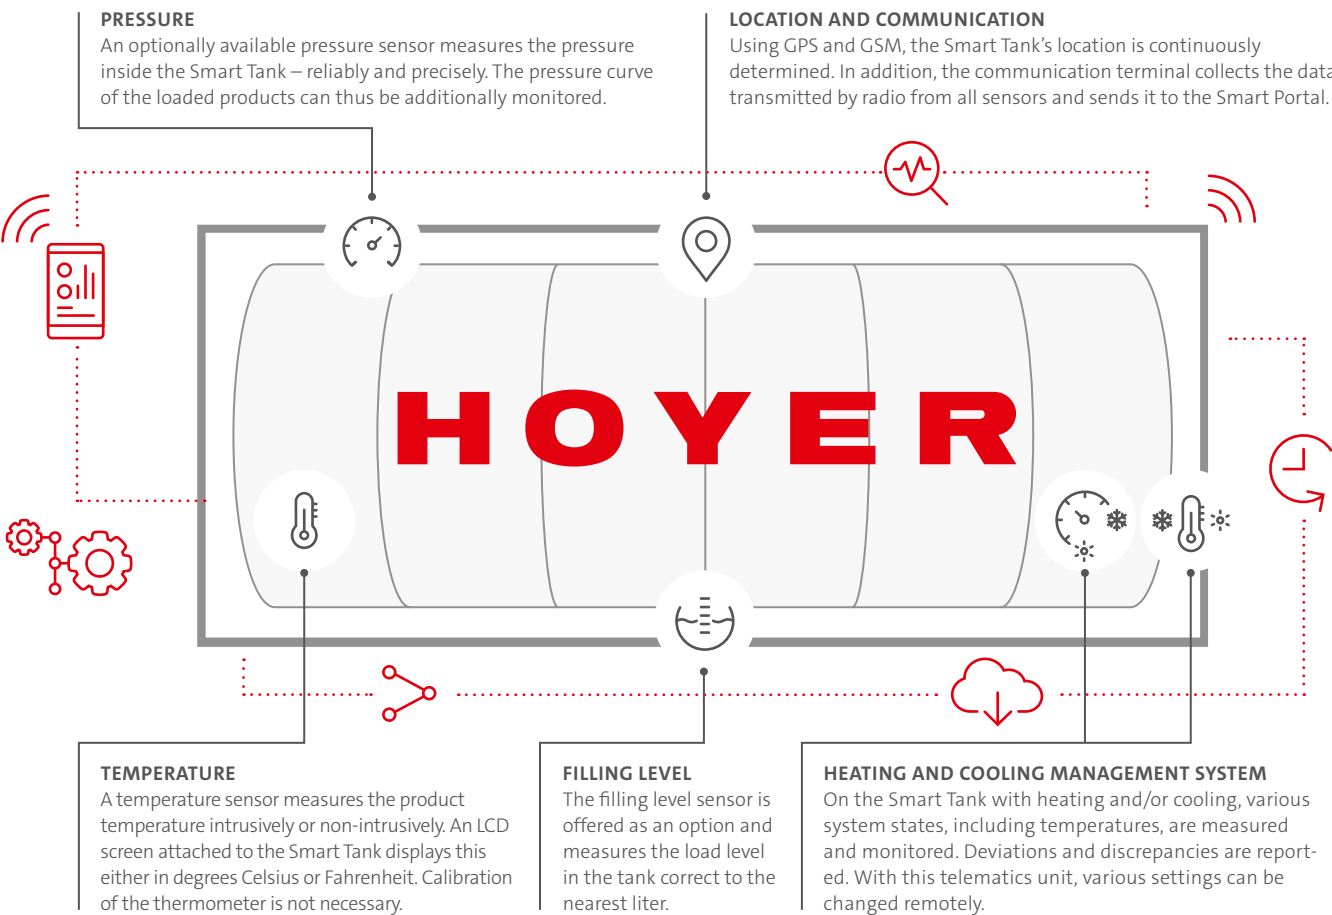 PRESSURE
An optionally available pressure sensor measures the pressure
inside the Smart Tank – reliably and precisely. The pressure curve
of the loaded products can thus be additionally monitored.
LOCATION AND COMMUNICATION
Using GPS and GSM, the Smart Tank’s location is continuously
determined. In addition, the communication terminal collects the data
transmitted by radio from all sensors and sends it to the Smart Portal.
HOYER
TEMPERATURE
A temperature sensor measures the product
temperature intrusively or non-intrusively. An LCD
screen attached to the Smart Tank displays this
either in degrees Celsius or Fahrenheit. Calibration
of the thermometer is not necessary.
FILLING LEVEL
The filling level sensor is
offered as an option and
measures the load level
in the tank correct to the
nearest liter.
HEATING AND COOLING MANAGEMENT SYSTEM
On the Smart Tank with heating and/or cooling, various
system states, including temperatures, are measured
and monitored. Deviations and discrepancies are report-
ed. With this telematics unit, various settings can be
changed remotely.